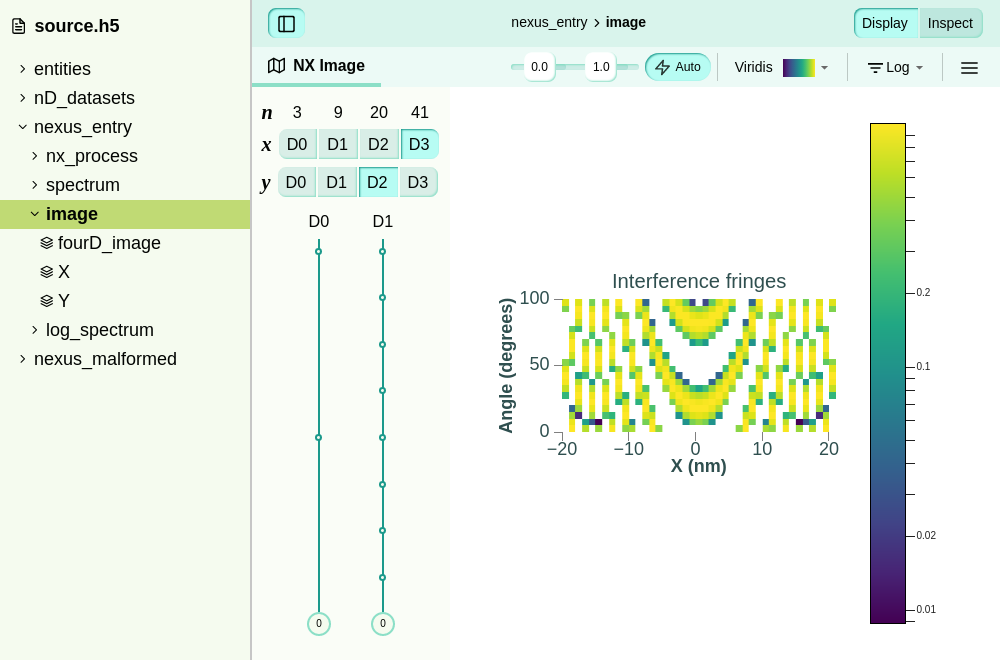 source.h5
entities
nD_datasets
nexus_entry
nx_process
spectrum
image
fourD_image
X
Y
log_spectrum
nexus_malformed
nexus_entry › image
Display Inspect
NX Image
0.0 1.0 Auto Viridis Log
n 3 9 20 41
x D0 D1 D2 D3
y D0 D1 D2 D3
D0 D1
0 0
Interference fringes
Angle (degrees)
100
50
0
−20 −10 0 10 20
X (nm)
0.2
0.1
0.02
0.01